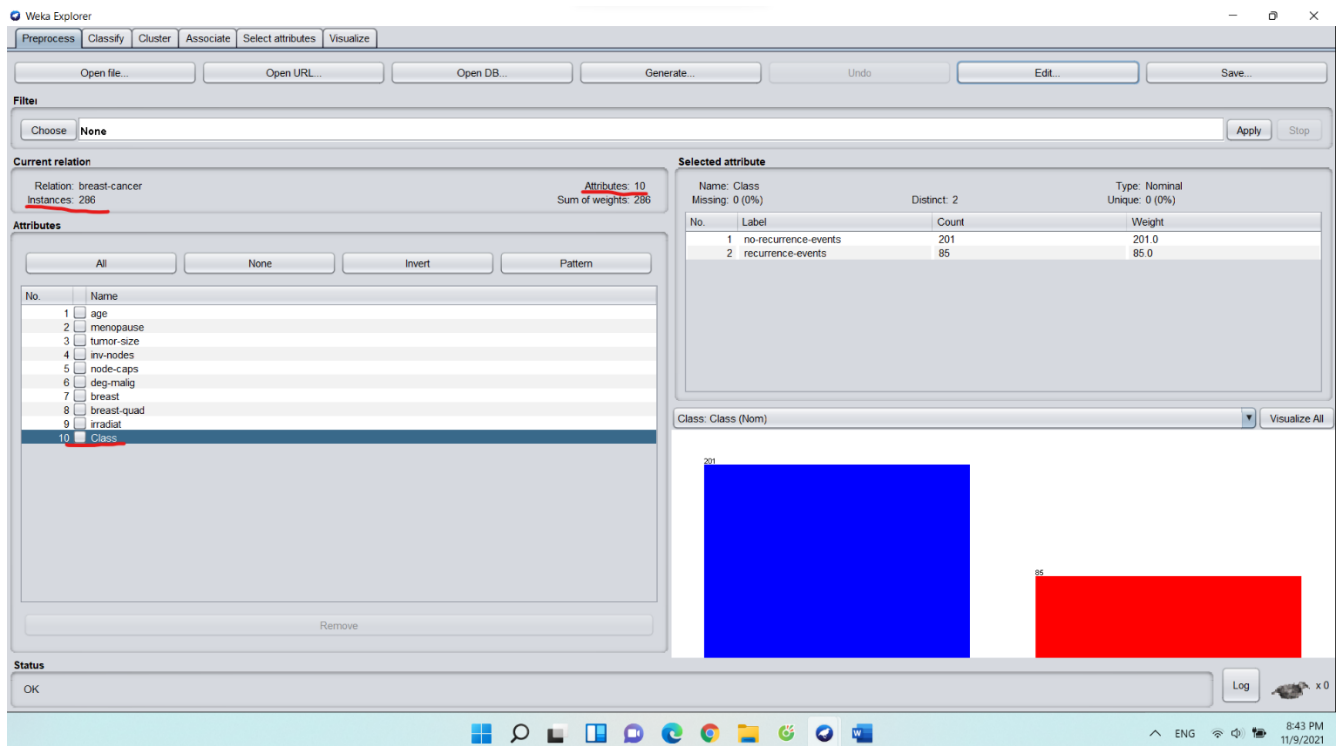 Weka Explorer
Preprocess Classify Cluster Associate Select attributes Visualize
Open file... Open URL... Open DB... Generate... Undo Edit... Save...
Filter
Choose None Apply Stop
Current relation
Relation: breast-cancer Attributes: 10
Instances: 286 Sum of weights: 286
Attributes
All None Invert Pattern
No. Name
1 age
2 menopause
3 tumor-size
4 inv-nodes
5 node-caps
6 deg-malig
7 breast
8 breast-quad
9 irradiat
10 Class
Remove
Selected attribute
Name: Class Type: Nominal
Missing: 0 (0%) Distinct: 2 Unique: 0 (0%)
No. Label Count Weight
1 no-recurrence-events 201 201.0
2 recurrence-events 85 85.0
Class: Class (Nom) Visualize All
201
85
Status
OK Log x 0
ENG 8:43 PM
11/9/2021